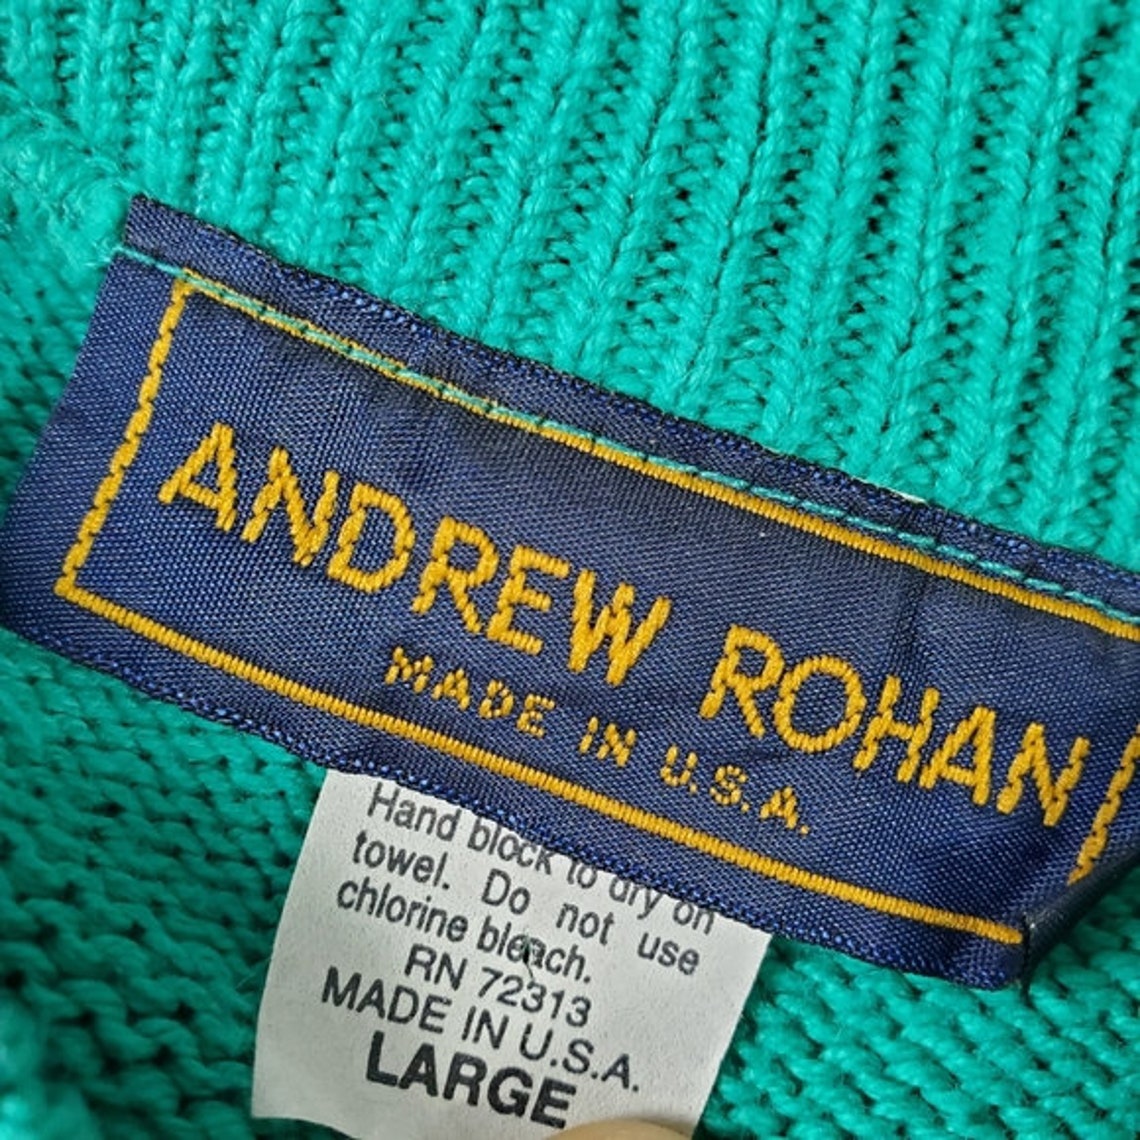 ANDREW ROHAN
MADE IN U.S.A.
Hand block to dry on
towel. Do not use
chlorine bleach.
RN 72313
MADE IN U.S.A.
LARGE